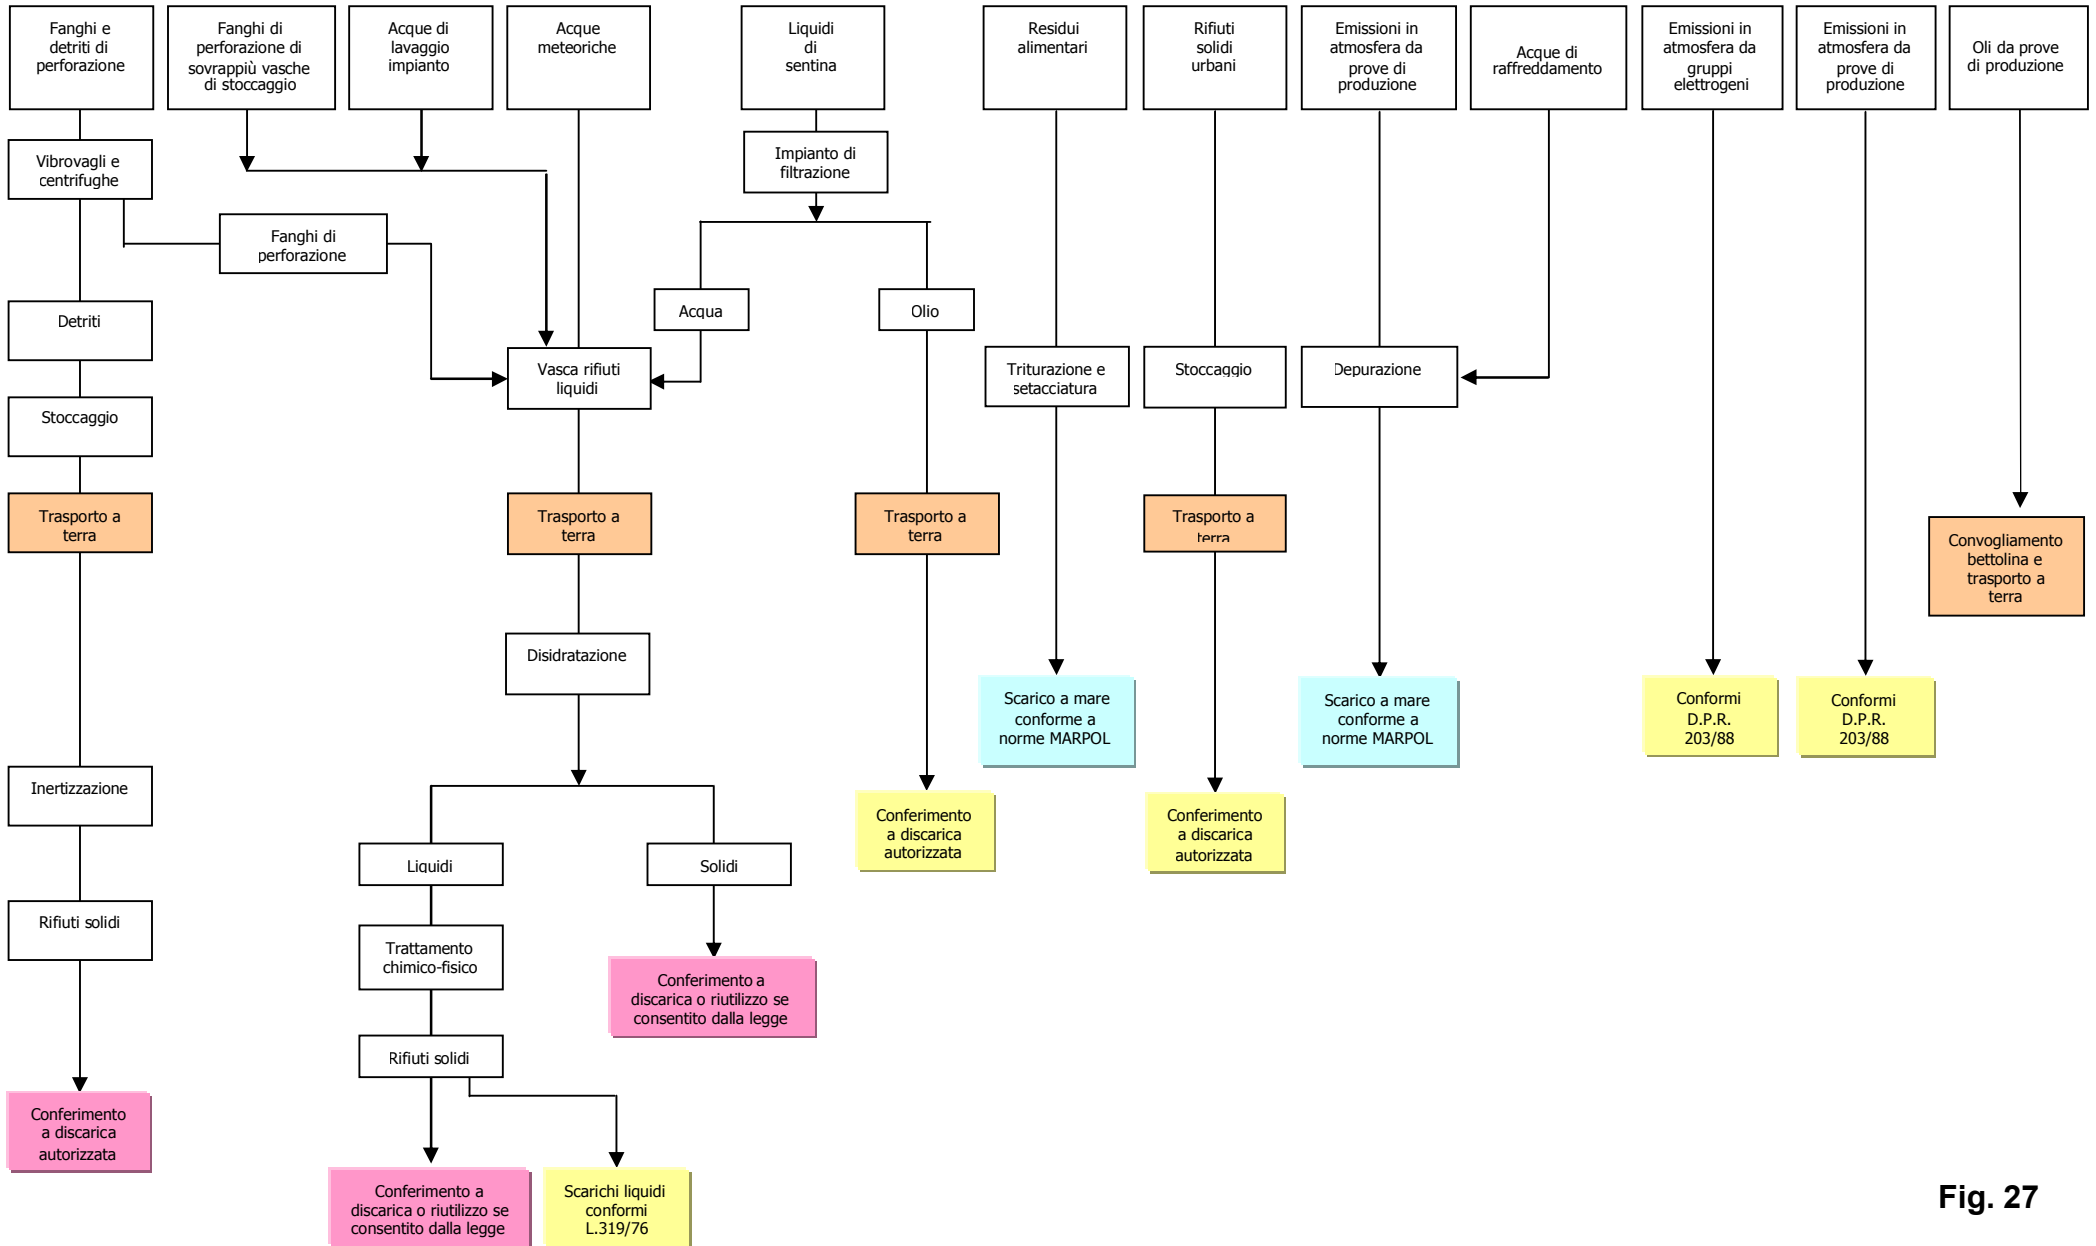 Fanghi e
detriti di
perforazione
Fanghi di
perforazione di
sovrappiù vasche
di stoccaggio
Acque di
lavaggio
impianto
Acque
meteoriche
Liquidi
di
sentina
Residui
alimentari
Rifiuti
solidi
urbani
Emissioni in
atmosfera da
prove di
produzione
Acque di
raffreddamento
Emissioni in
atmosfera da
gruppi
elettrogeni
Emissioni in
atmosfera da
prove di
produzione
Oli da prove
di produzione
Vibrovagli e
centrifughe
Impianto di
filtrazione
Fanghi di
perforazione
Detriti
Acqua
Olio
Vasca rifiuti
liquidi
Triturazione e
setacciatura
Stoccaggio
Depurazione
Stoccaggio
Trasporto a
terra
Trasporto a
terra
Trasporto a
terra
Trasporto a
terra
Convogliamento
bettolina e
trasporto a
terra
Disidratazione
Scarico a mare
conforme a
norme MARPOL
Scarico a mare
conforme a
norme MARPOL
Conformi
D.P.R.
203/88
Conformi
D.P.R.
203/88
Inertizzazione
Conferimento
a discarica
autorizzata
Conferimento
a discarica
autorizzata
Liquidi
Solidi
Rifiuti solidi
Trattamento
chimico-fisico
Conferimento a
discarica o riutilizzo se
consentito dalla legge
Rifiuti solidi
Conferimento
a discarica
autorizzata
Conferimento a
discarica o riutilizzo se
consentito dalla legge
Scarichi liquidi
conformi
L.319/76
Fig. 27